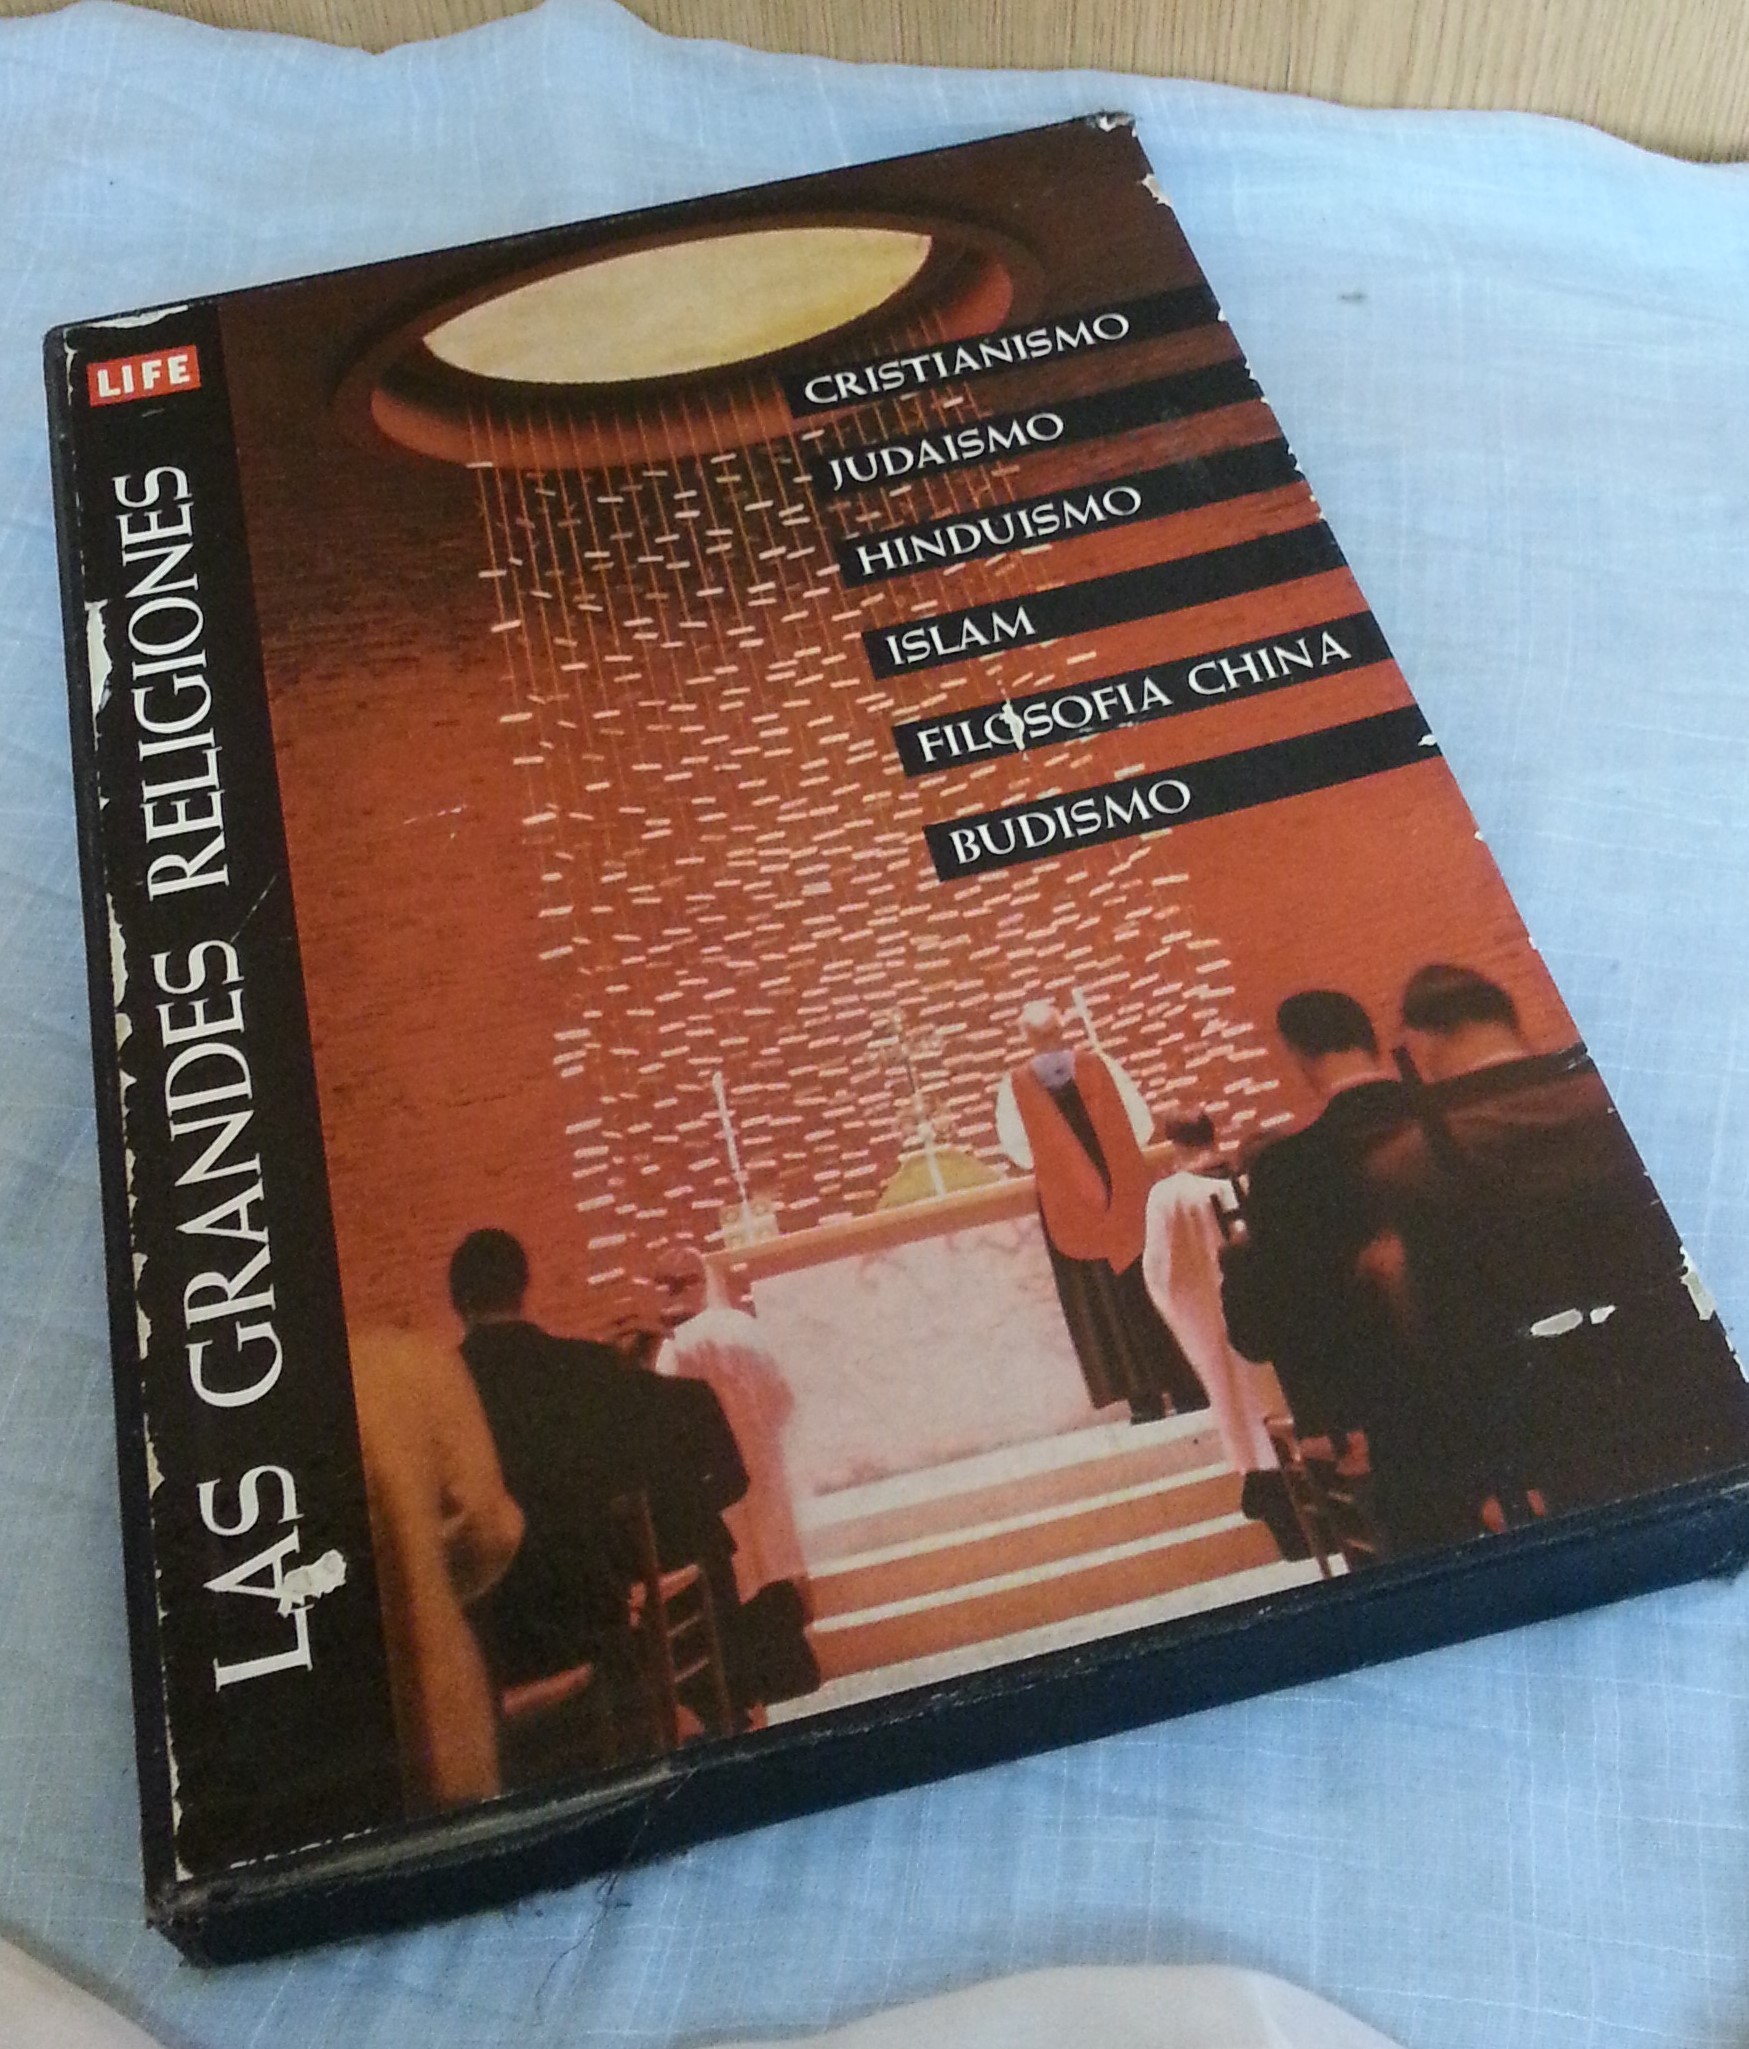 LIFE
LAS GRANDES RELIGIONES
CRISTIANISMO
JUDAISMO
HINDUISMO
ISLAM
FILOSOFIA CHINA
BUDISMO